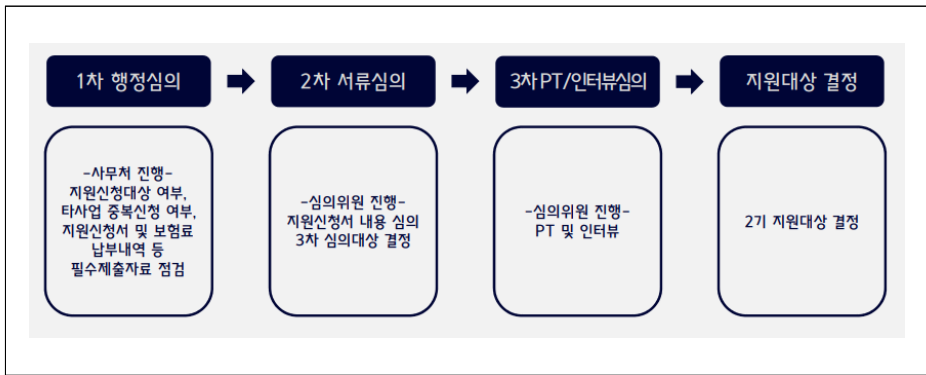 1차 행정심의
2차 서류심의
3차 PT/인터뷰심의
지원대상 결정
-사무처 진행-
지원신청대상 여부,
타사업 중복신청 여부,
지원신청서 및 보험료
납부내역 등
필수제출자료 점검
-심의위원 진행-
지원신청서 내용 심의
3차 심의대상 결정
-심의위원 진행-
PT 및 인터뷰
2기 지원대상 결정